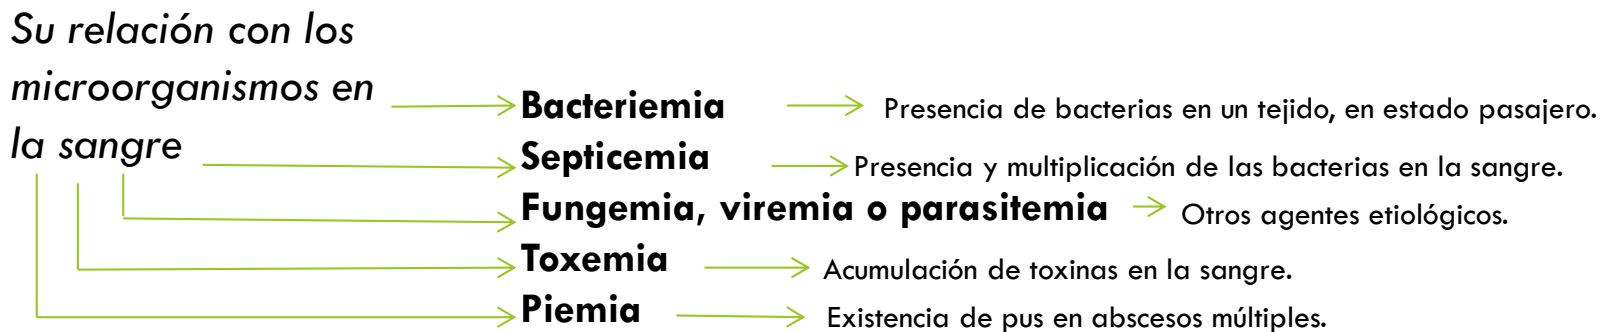 Su relación con los
microorganismos en
la sangre
Bacteriemia Presencia de bacterias en un tejido, en estado pasajero.
Septicemia Presencia y multiplicación de las bacterias en la sangre.
Fungemia, viremia o parasitemia Otros agentes etiológicos.
Toxemia Acumulación de toxinas en la sangre.
Piemia Existencia de pus en abscesos múltiples.